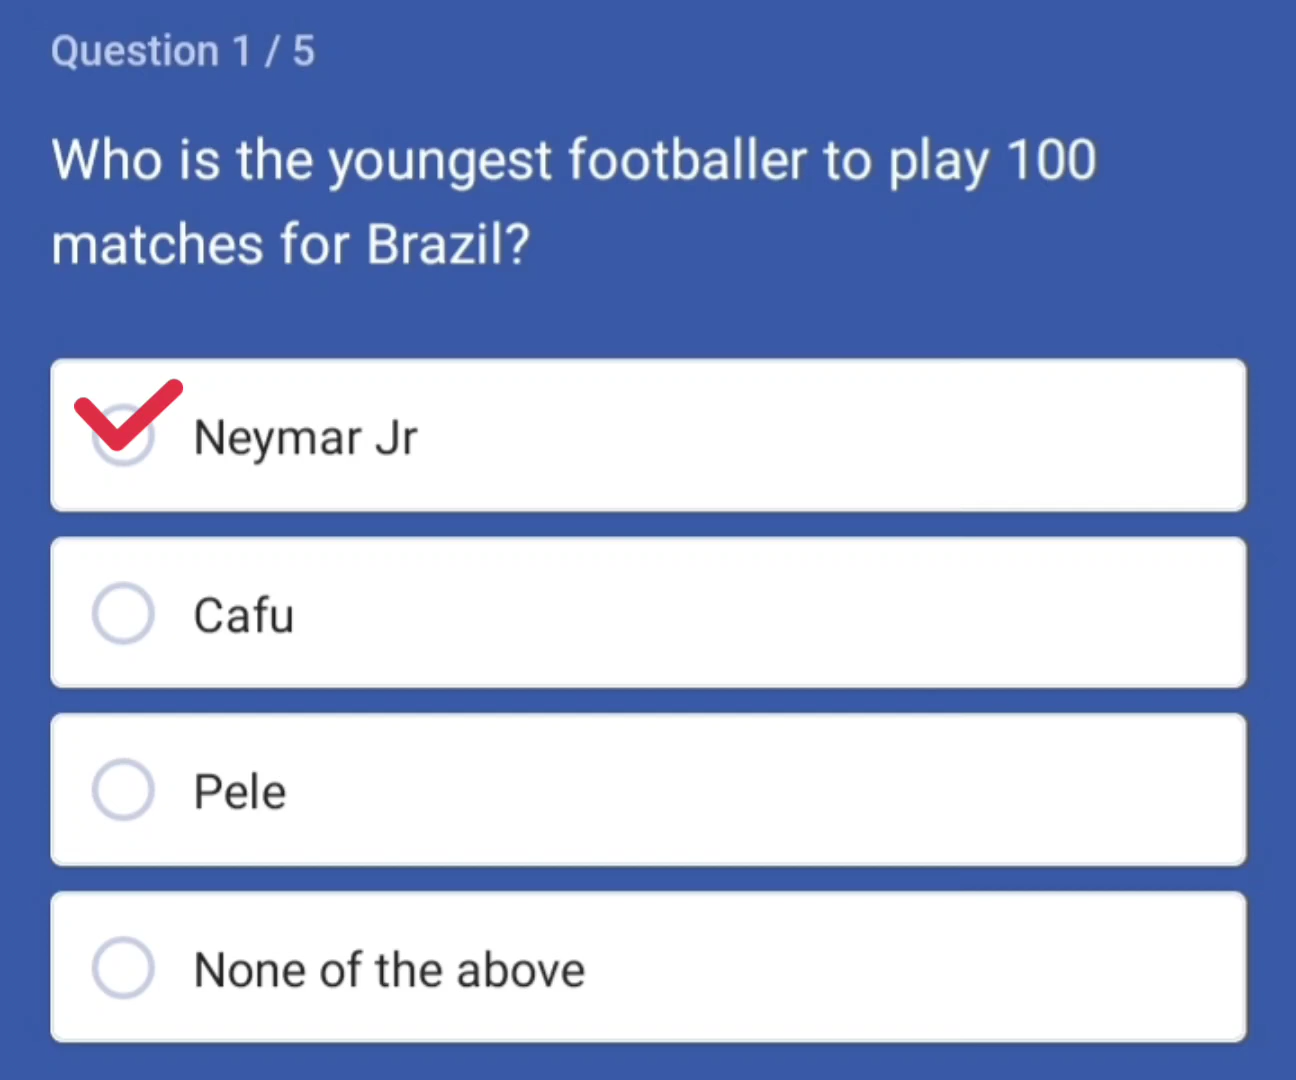 Question 1 / 5
Who is the youngest footballer to play 100
matches for Brazil?
Neymar Jr
Cafu
Pele
None of the above